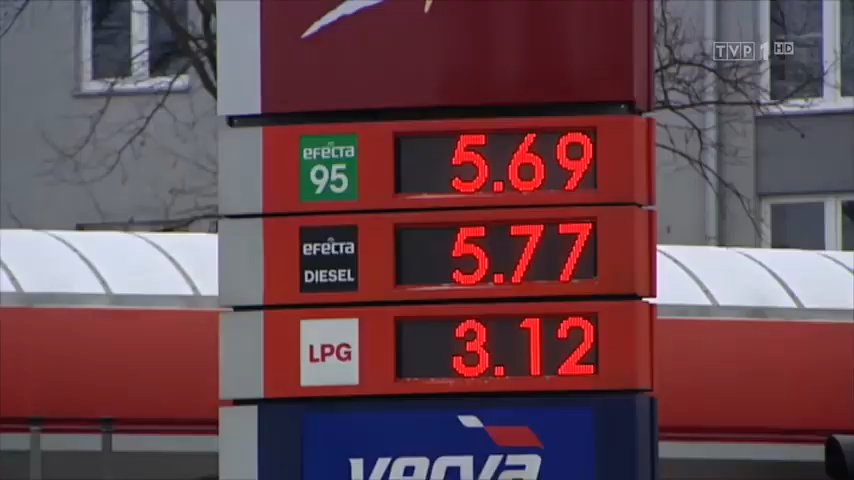 TVP 1 HD
efecta
95
5.69
efecta
DIESEL
5.77
LPG
3.12
verva